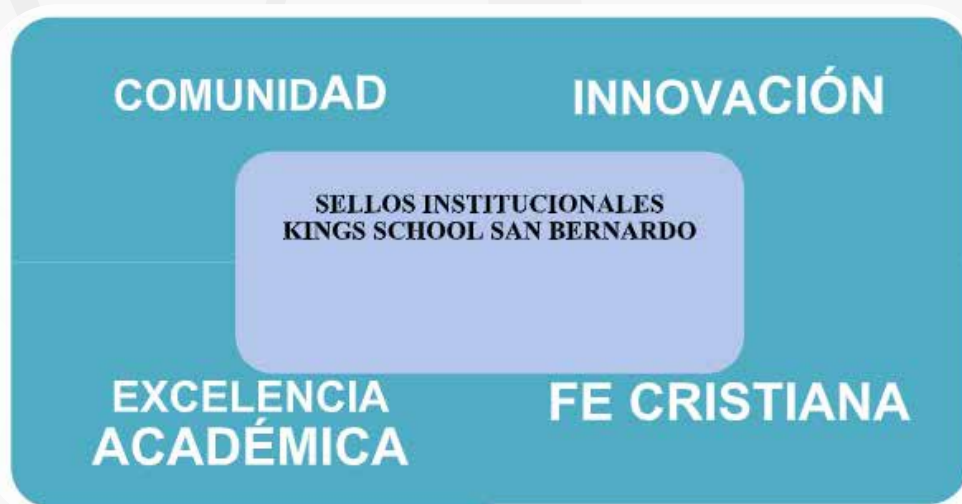 COMUNIDAD
INNOVACIÓN
SELLOS INSTITUCIONALES
KINGS SCHOOL SAN BERNARDO
EXCELENCIA
ACADÉMICA
FE CRISTIANA